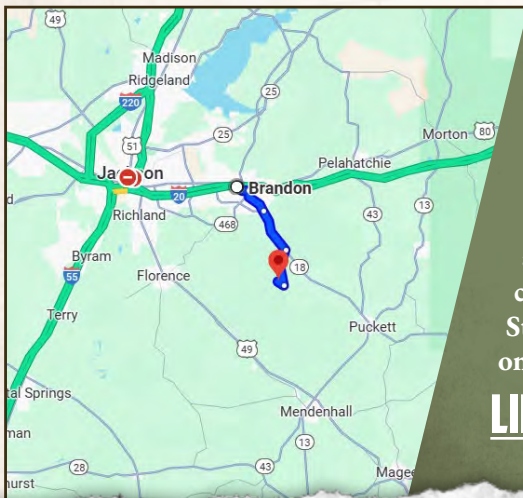 49
Madison
Ridgeland
220
25
51
25
Morton
80
Pelahatchie
Brandon
20
Richland
468
43
13
Byram
55
Florence
18
Terry
Puckett
49
Mendenhall
13
28
43
LI